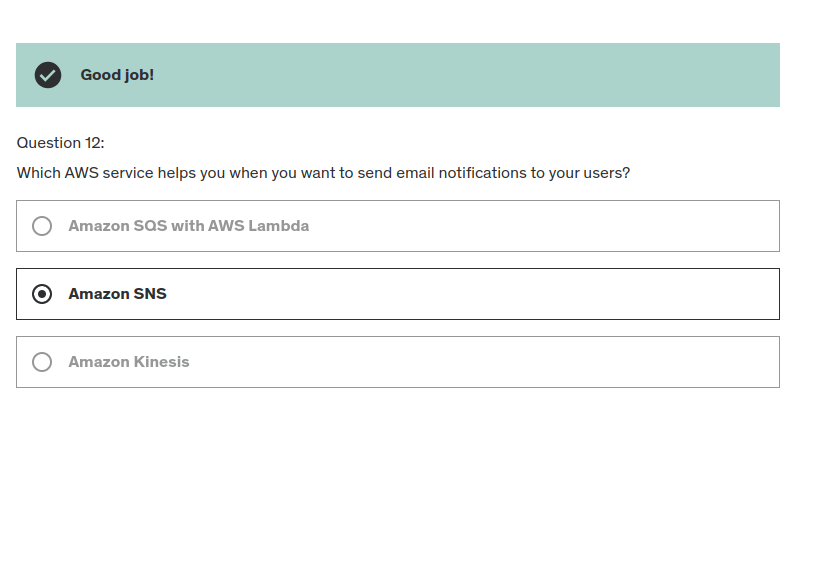 Good job!
Question 12:
Which AWS service helps you when you want to send email notifications to your users?
Amazon SQS with AWS Lambda
Amazon SNS
Amazon Kinesis